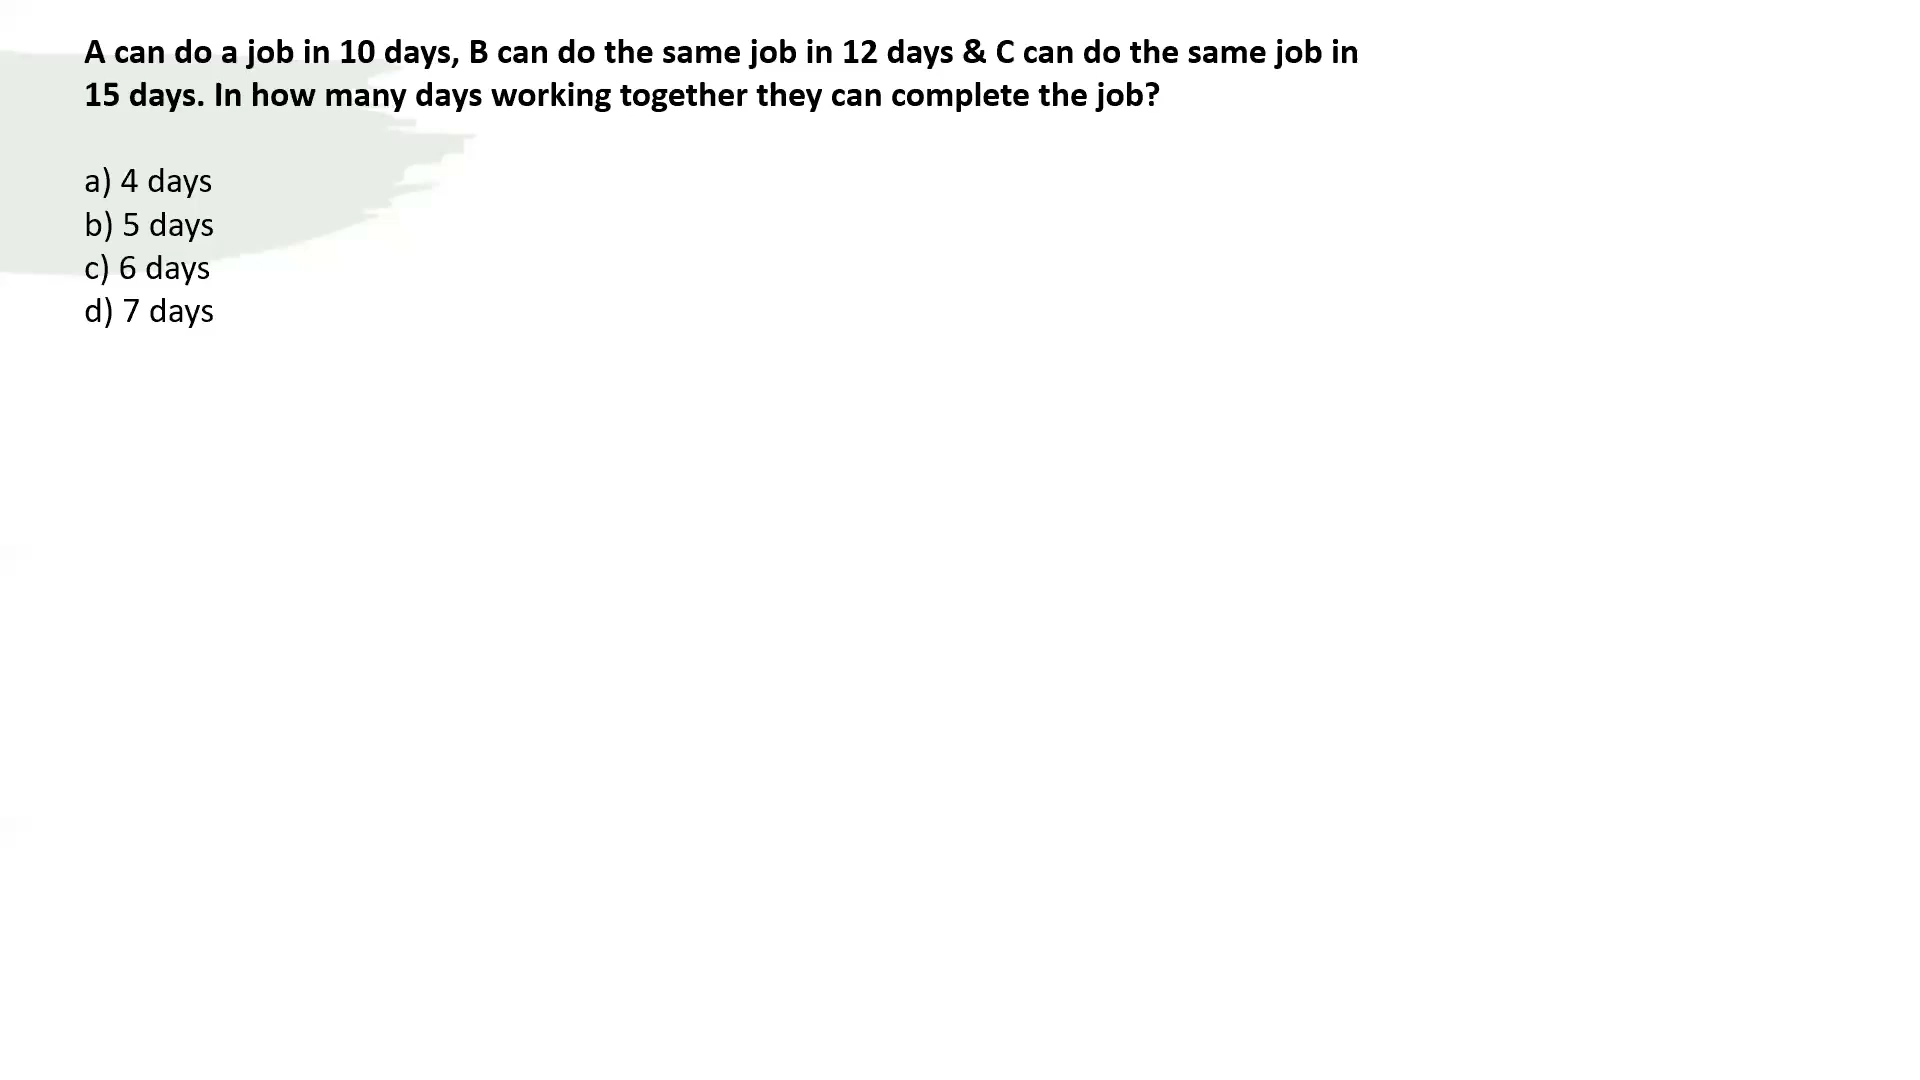 A can do a job in 10 days, B can do the same job in 12 days & C can do the same job in
15 days. In how many days working together they can complete the job?
a) 4 days
b) 5 days
c) 6 days
d) 7 days